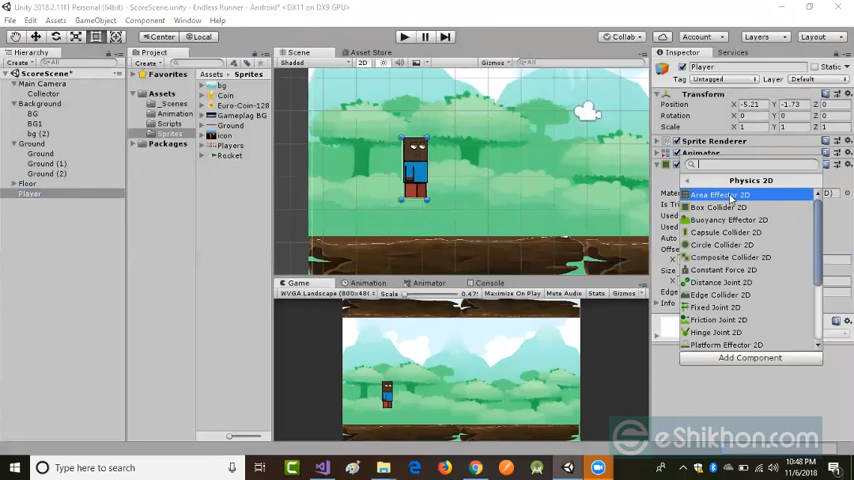 Unity 2018.2.11f1 Personal (64bit) - ScoreScene.unity - Endless Runner - Android* <DX11 on DX9 GPU>
File Edit Assets GameObject Component Window Help
Center Local Collab Account Layers Layout
Hierarchy Project Scene Asset Store Inspector Services
Create Create Shaded 2D Gizmos Player Static
ScoreScene* Favorites Assets Sprites Tag Untagged Layer Default
Main Camera bg
Collector Assets Coin Transform
Background _Scenes Euro-Coin-128 Position X -5.21 Y -1.73 Z 0
BG Animation Gameplag BG Rotation X 0 Y 0 Z 0
BG1 Scripts Ground Scale X 1 Y 1 Z 1
bg (2) Sprites icon
Ground Packages Players Sprite Renderer
Ground Rocket Animator
Ground (1)
Ground (2) Physics 2D
Floor
Player Area Effector 2D
Box Collider 2D
Buoyancy Effector 2D
Capsule Collider 2D
Circle Collider 2D
Composite Collider 2D
Constant Force 2D
Game Animation Animator Console Distance Joint 2D
WVGA Landscape (800x48 Scale 0.47 Maximize On Play Mute Audio Stats Gizmos Edge Collider 2D
Info Fixed Joint 2D
Friction Joint 2D
Hinge Joint 2D
Platform Effector 2D
Add Component
eShikhon.com
Type here to search 10:48 PM
11/6/2018